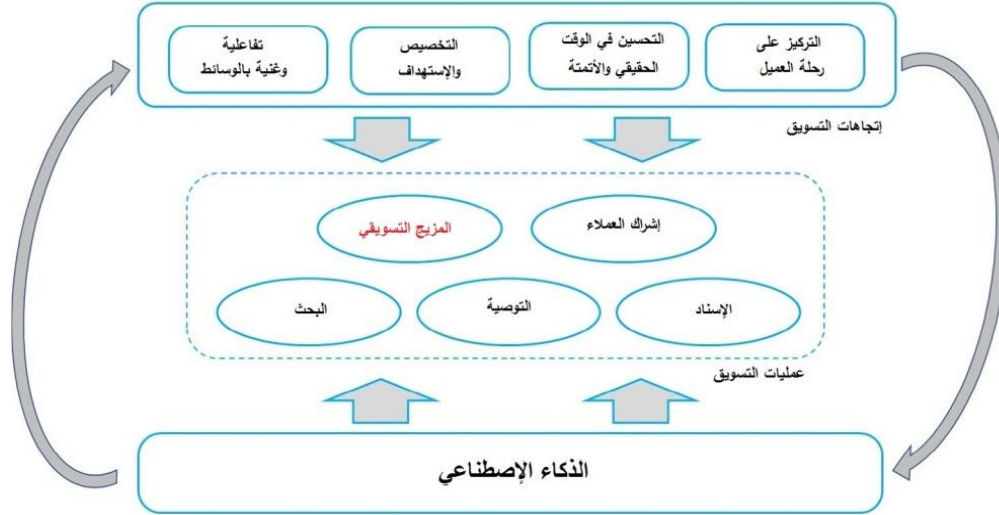 التركيز على
رحلة العميل
التحسين في الوقت
الحقيقي والأتمتة
التخصيص
والإستهداف
تفاعلية
وغنية بالوسائط
إتجاهات التسويق
إشراك العملاء
المزيج التسويقي
الإسناد
التوصية
البحث
عمليات التسويق
الذكاء الإصطناعي